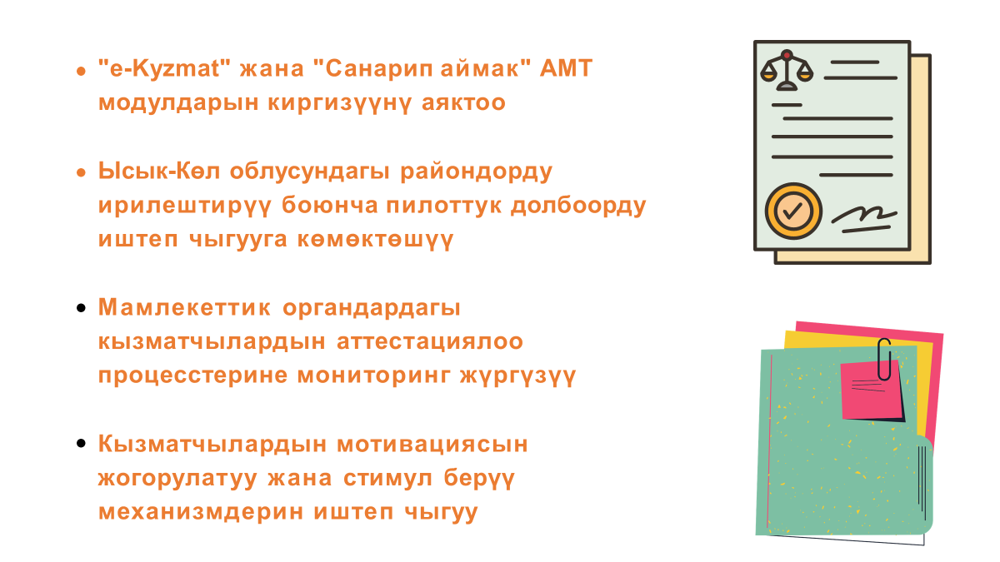 • "e-Kyzmat" жана "Санарип аймак" АМТ
модулдарын киргизүүнү аяктоо
• Ысык-Көл облусундагы райондорду
ирилештирүү боюнча пилоттук долбоорду
иштеп чыгууга көмөктөшүү
• Мамлекеттик органдардагы
кызматчылардын аттестациялоо
процесстерине мониторинг жүргүзүү
• Кызматчылардын мотивациясын
жогорулатуу жана стимул берүү
механизмдерин иштеп чыгуу